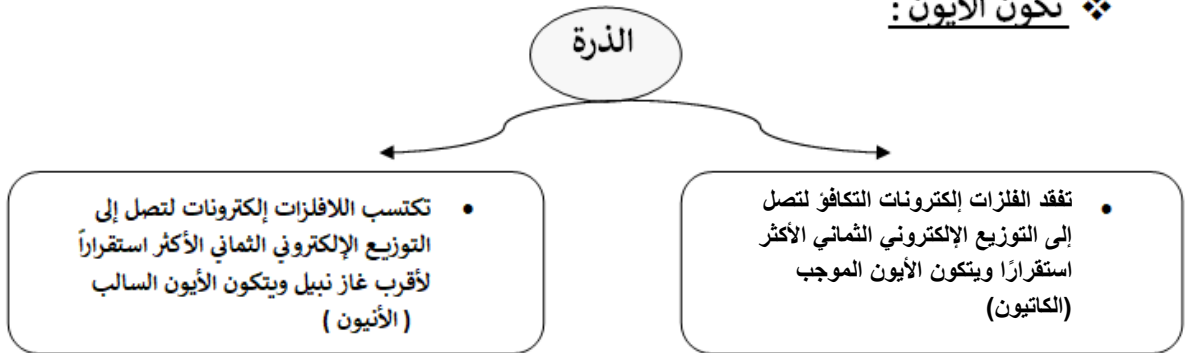 ❖ تكون الأيون :
الذرة
• تفقد الفلزات إلكترونات التكافؤ لتصل
إلى التوزيع الإلكتروني الثماني الأكثر
استقرارًا ويتكون الأيون الموجب
(الكاتيون)
• تكتسب اللافلزات إلكترونات لتصل إلى
التوزيع الإلكتروني الثماني الأكثر استقراراً
لأقرب غاز نبيل ويتكون الأيون السالب
( الأنيون )